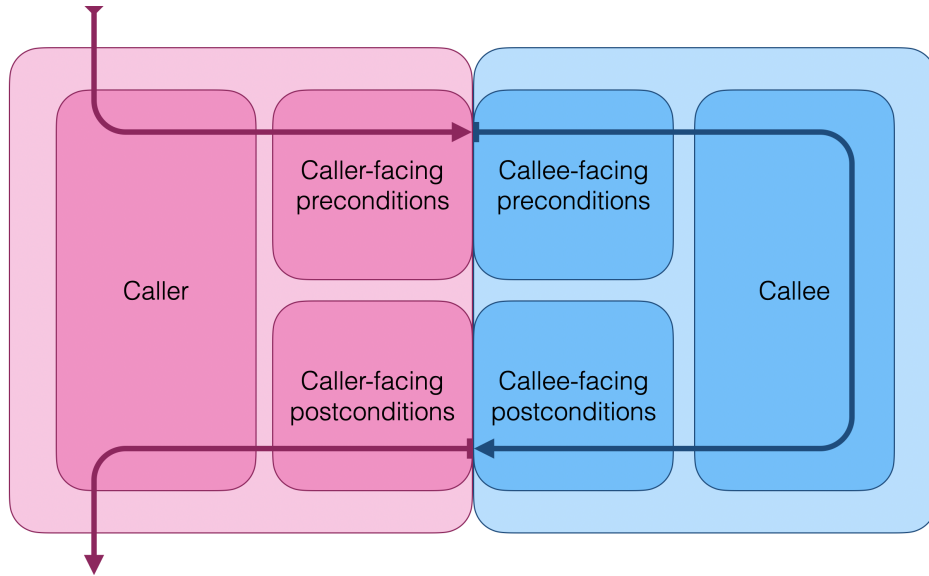 Caller-facing
preconditions
Callee-facing
preconditions
Caller
Callee
Caller-facing
postconditions
Callee-facing
postconditions